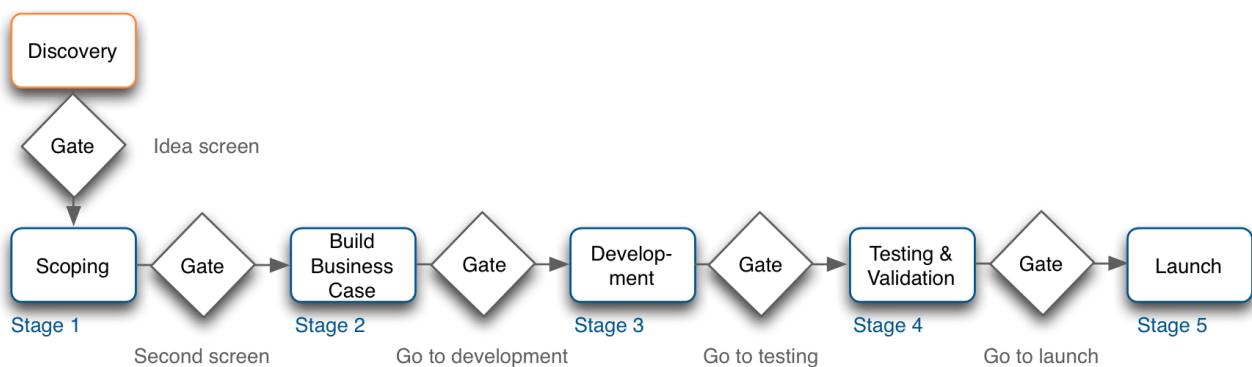 Discovery
Gate
Idea screen
Scoping
Gate
Build
Business
Case
Gate
Develop-
ment
Gate
Testing &
Validation
Gate
Launch
Stage 1
Stage 2
Stage 3
Stage 4
Stage 5
Second screen
Go to development
Go to testing
Go to launch